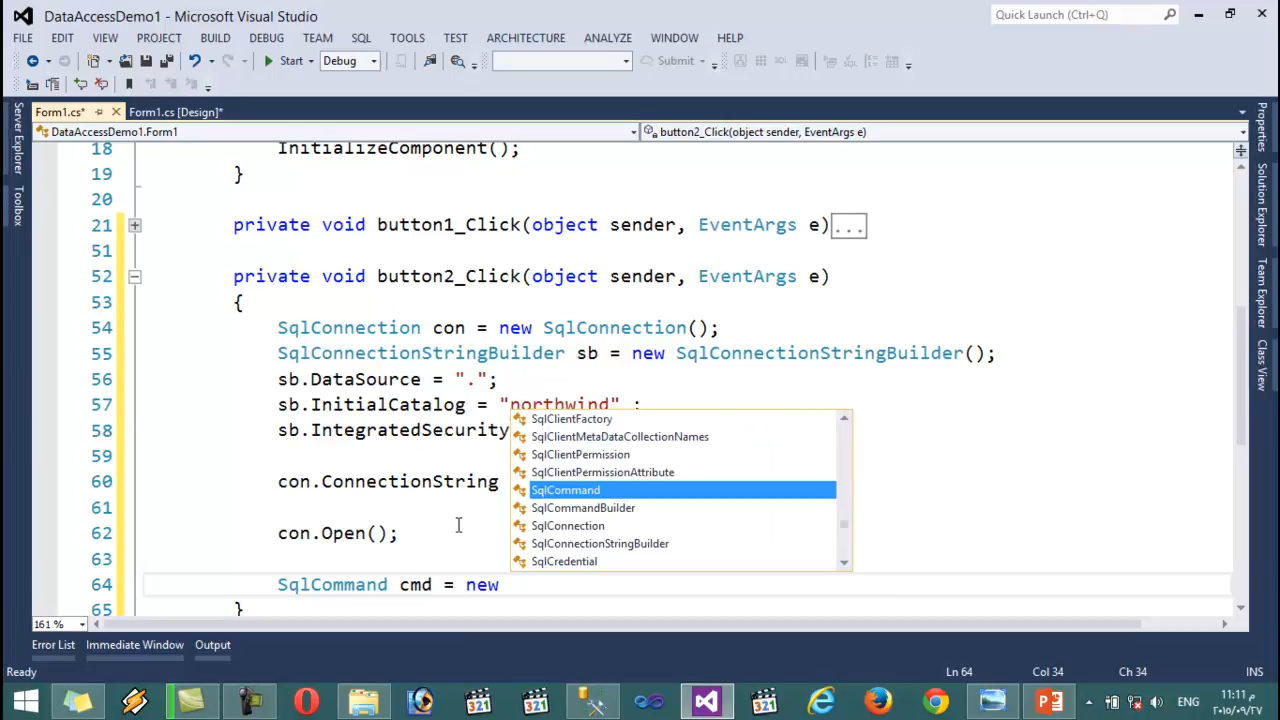 DataAccessDemo1 - Microsoft Visual Studio
Quick Launch (Ctrl+Q)
FILE EDIT VIEW PROJECT BUILD DEBUG TEAM SQL TOOLS TEST ARCHITECTURE ANALYZE WINDOW HELP
Start Debug Submit
Form1.cs* Form1.cs [Design]*
DataAccessDemo1.Form1 button2_Click(object sender, EventArgs e)
Server Explorer
Toolbox
18 InitializeComponent();
19 }
20
21 private void button1_Click(object sender, EventArgs e)...
51
52 private void button2_Click(object sender, EventArgs e)
53 {
54 SqlConnection con = new SqlConnection();
55 SqlConnectionStringBuilder sb = new SqlConnectionStringBuilder();
56 sb.DataSource = ".";
57 sb.InitialCatalog = "northwind" ;
58 sb.IntegratedSecurity
59
60 con.ConnectionString
61
62 con.Open();
63
64 SqlCommand cmd = new
65 }
SqlClientFactory
SqlClientMetaDataCollectionNames
SqlClientPermission
SqlClientPermissionAttribute
SqlCommand
SqlCommandBuilder
SqlConnection
SqlConnectionStringBuilder
SqlCredential
Properties
Solution Explorer
Team Explorer
Class View
161 %
Error List Immediate Window Output
Ready Ln 64 Col 34 Ch 34 INS
321 321 321
ENG
11:11 م
٢٠١٥/٠٩/٢٧